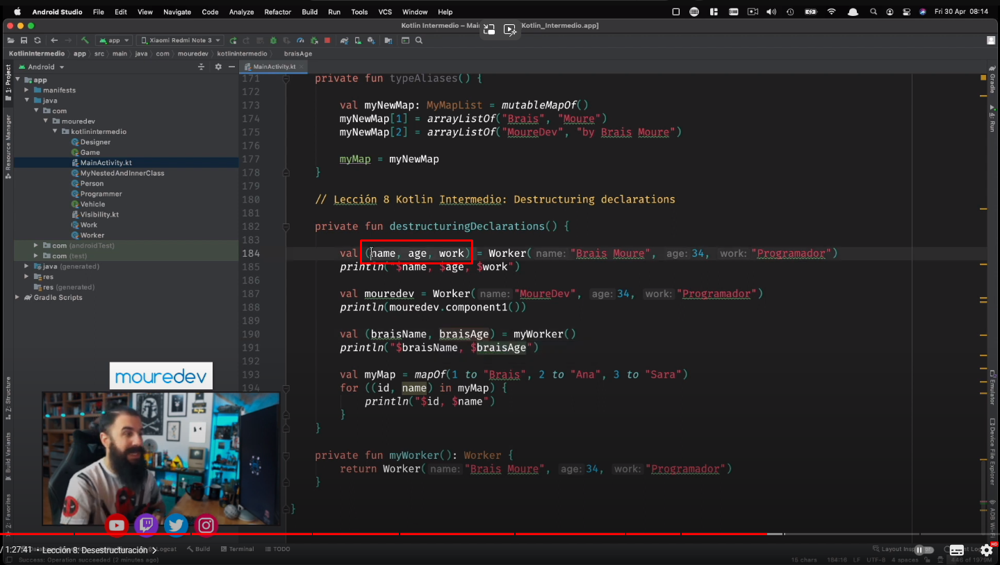 Android Studio File Edit View Navigate Code Analyze Refactor Build Run Tools VCS Window Help Fri 30 Apr 08:14
Kotlin Intermedio – Mai Kotlin_Intermedio.app]
app Xiaomi Redmi Note 3
KotlinIntermedio app src main java com mouredev kotlinintermedio braisAge
Android
MainActivity.kt
1: Project
Resource Manager
Z: Structure
Build Variants
2: Favorites
app
manifests
java
com
mouredev
kotlinintermedio
Designer
Game
MainActivity.kt
MyNestedAndInnerClass
Person
Programmer
Vehicle
Visibility.kt
Work
Worker
com (androidTest)
com (test)
java (generated)
res
res (generated)
Gradle Scripts
171 private fun typeAliases() {
172
173 val myNewMap: MyMapList = mutableMapOf()
174 myNewMap[1] = arrayListOf("Brais", "Moure")
175 myNewMap[2] = arrayListOf("MoureDev", "by Brais Moure")
176
177 myMap = myNewMap
178 }
179
180 // Lección 8 Kotlin Intermedio: Destructuring declarations
181
182 private fun destructuringDeclarations() {
183
184 val (name, age, work) = Worker( name: "Brais Moure", age: 34, work: "Programador")
185 println("$name, $age, $work")
186
187 val mouredev = Worker( name: "MoureDev", age: 34, work: "Programador")
188 println(mouredev.component1())
189
190 val (braisName, braisAge) = myWorker()
191 println("$braisName, $braisAge")
192
193 val myMap = mapOf(1 to "Brais", 2 to "Ana", 3 to "Sara")
194 for ((id, name) in myMap) {
println("$id, $name")
}
}
private fun myWorker(): Worker {
return Worker( name: "Brais Moure", age: 34, work: "Programador")
}
}
mouredev
Gradle
4: Run
Emulator
Device File Explorer
ADB Wi-Fi
/ 1:27:41 • Lección 8: Desestructuración
Logcat Build Terminal TODO
HD
Success: Operation succeeded (2 minutes ago)
15 chars 184:16 LF UTF-8 4 spaces 446 of 1979M